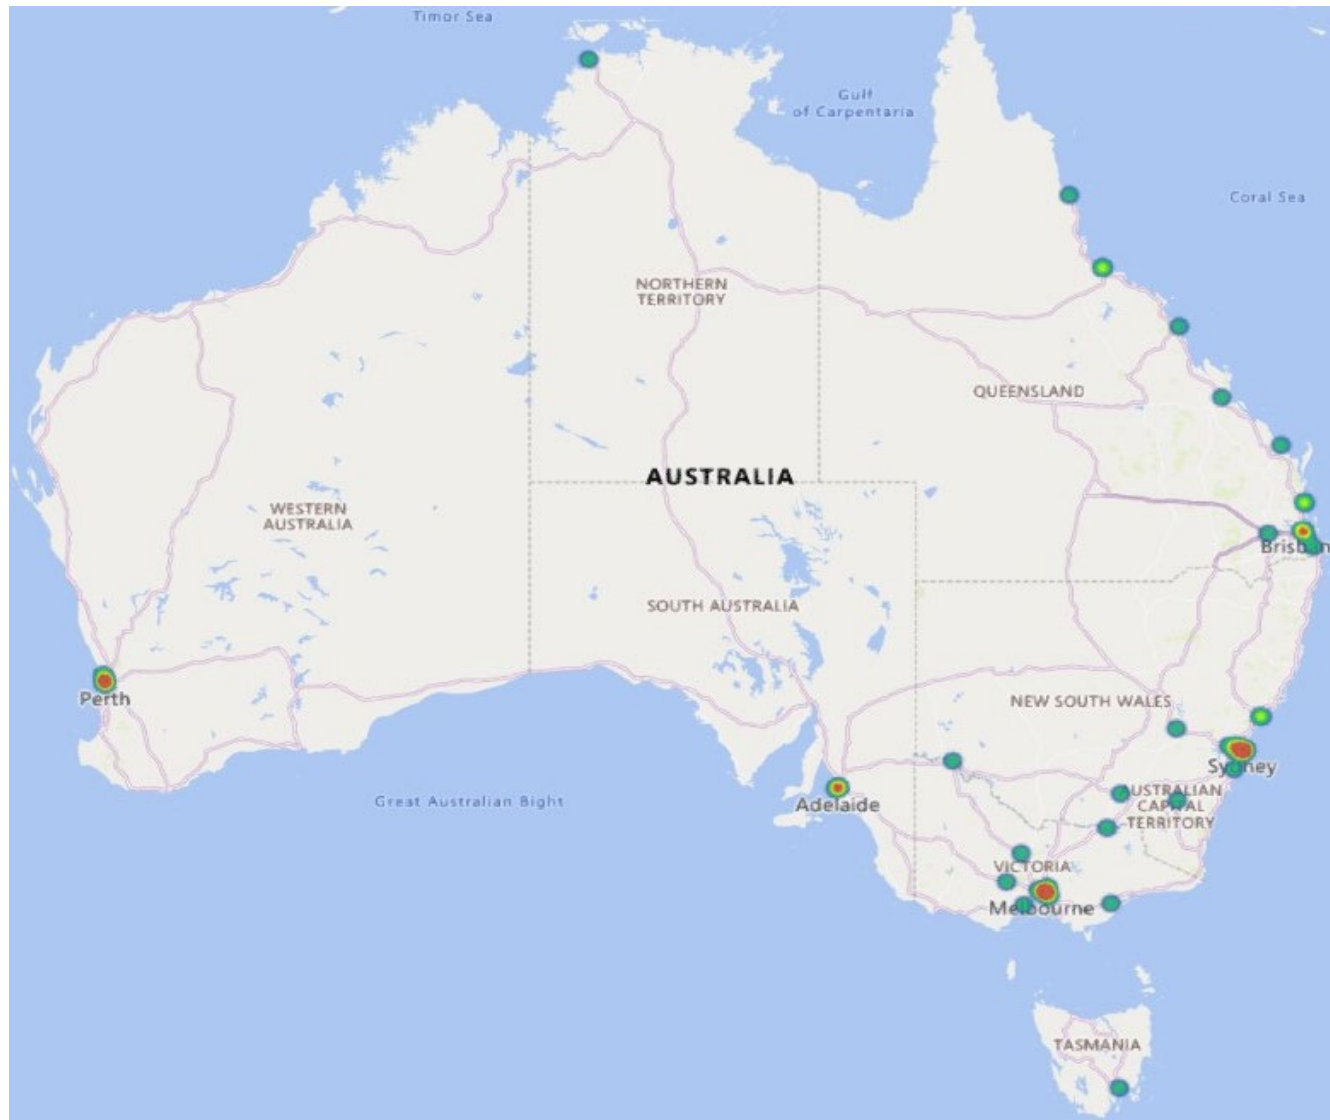 Timor Sea
Gulf
of Carpentaria
Coral Sea
NORTHERN
TERRITORY
QUEENSLAND
AUSTRALIA
WESTERN
AUSTRALIA
Brisban
SOUTH AUSTRALIA
Perth
NEW SOUTH WALES
Sydney
Great Australian Bight
Adelaide
AUSTRALIAN
CAPITAL
TERRITORY
VICTORIA
Melbourne
TASMANIA